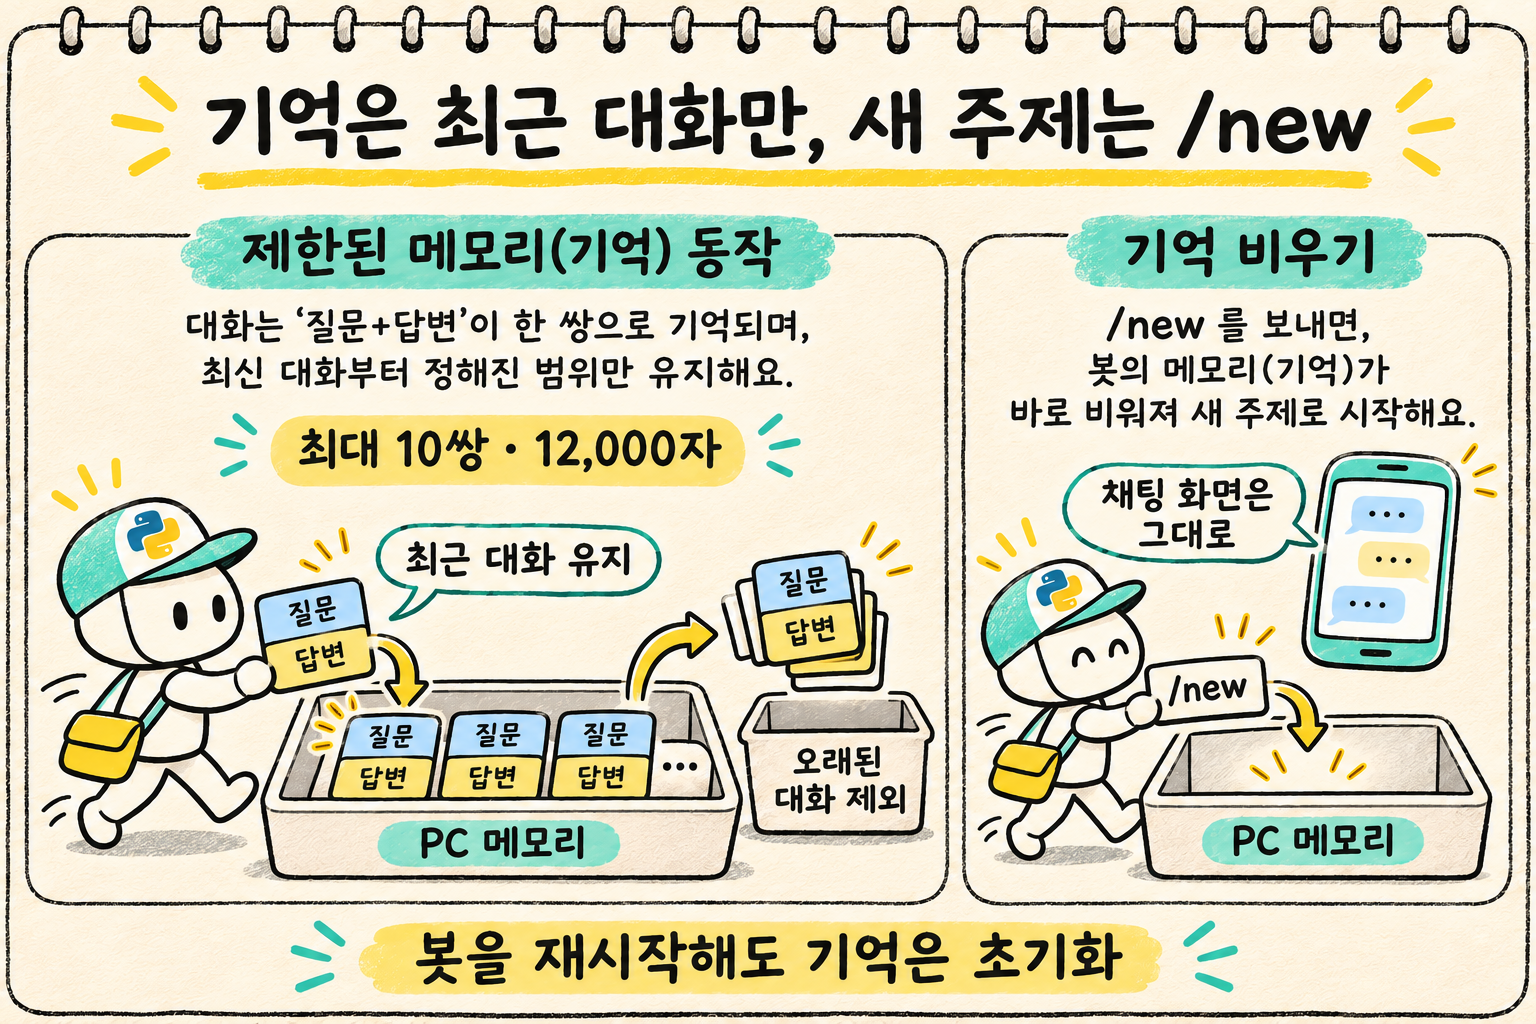 기억은 최근 대화만, 새 주제는 /new
제한된 메모리(기억) 동작
대화는 ‘질문+답변’이 한 쌍으로 기억되며,
최신 대화부터 정해진 범위만 유지해요.
최대 10쌍 · 12,000자
최근 대화 유지
질문
답변
질문
답변
질문
답변
질문
답변
...
PC 메모리
질문
답변
오래된
대화 제외
기억 비우기
/new 를 보내면,
봇의 메모리(기억)가
바로 비워져 새 주제로 시작해요.
채팅 화면은
그대로
...
...
...
/new
PC 메모리
봇을 재시작해도 기억은 초기화